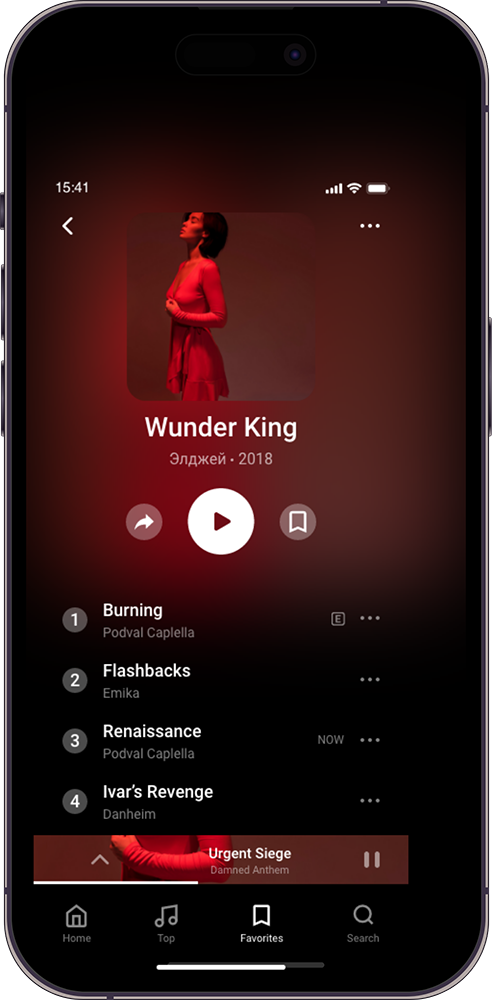 15:41
Wunder King
Элджей • 2018
1 Burning E
Podval Caplella
2 Flashbacks
Emika
3 Renaissance NOW
Podval Caplella
4 Ivar’s Revenge
Danheim
Urgent Siege
Damned Anthem
Home Top Favorites Search